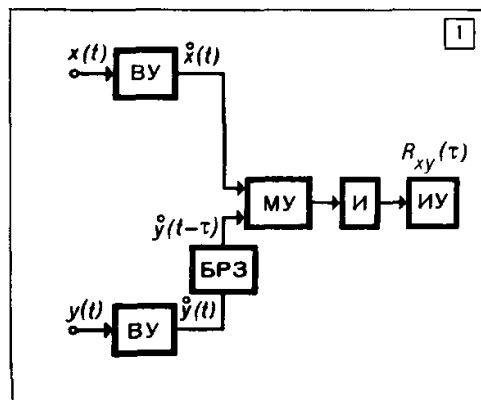 1
x(t)
ВУ
x̊(t)
R_xy(τ)
МУ
И
ИУ
ẙ(t-τ)
БРЗ
y(t)
ВУ
ẙ(t)